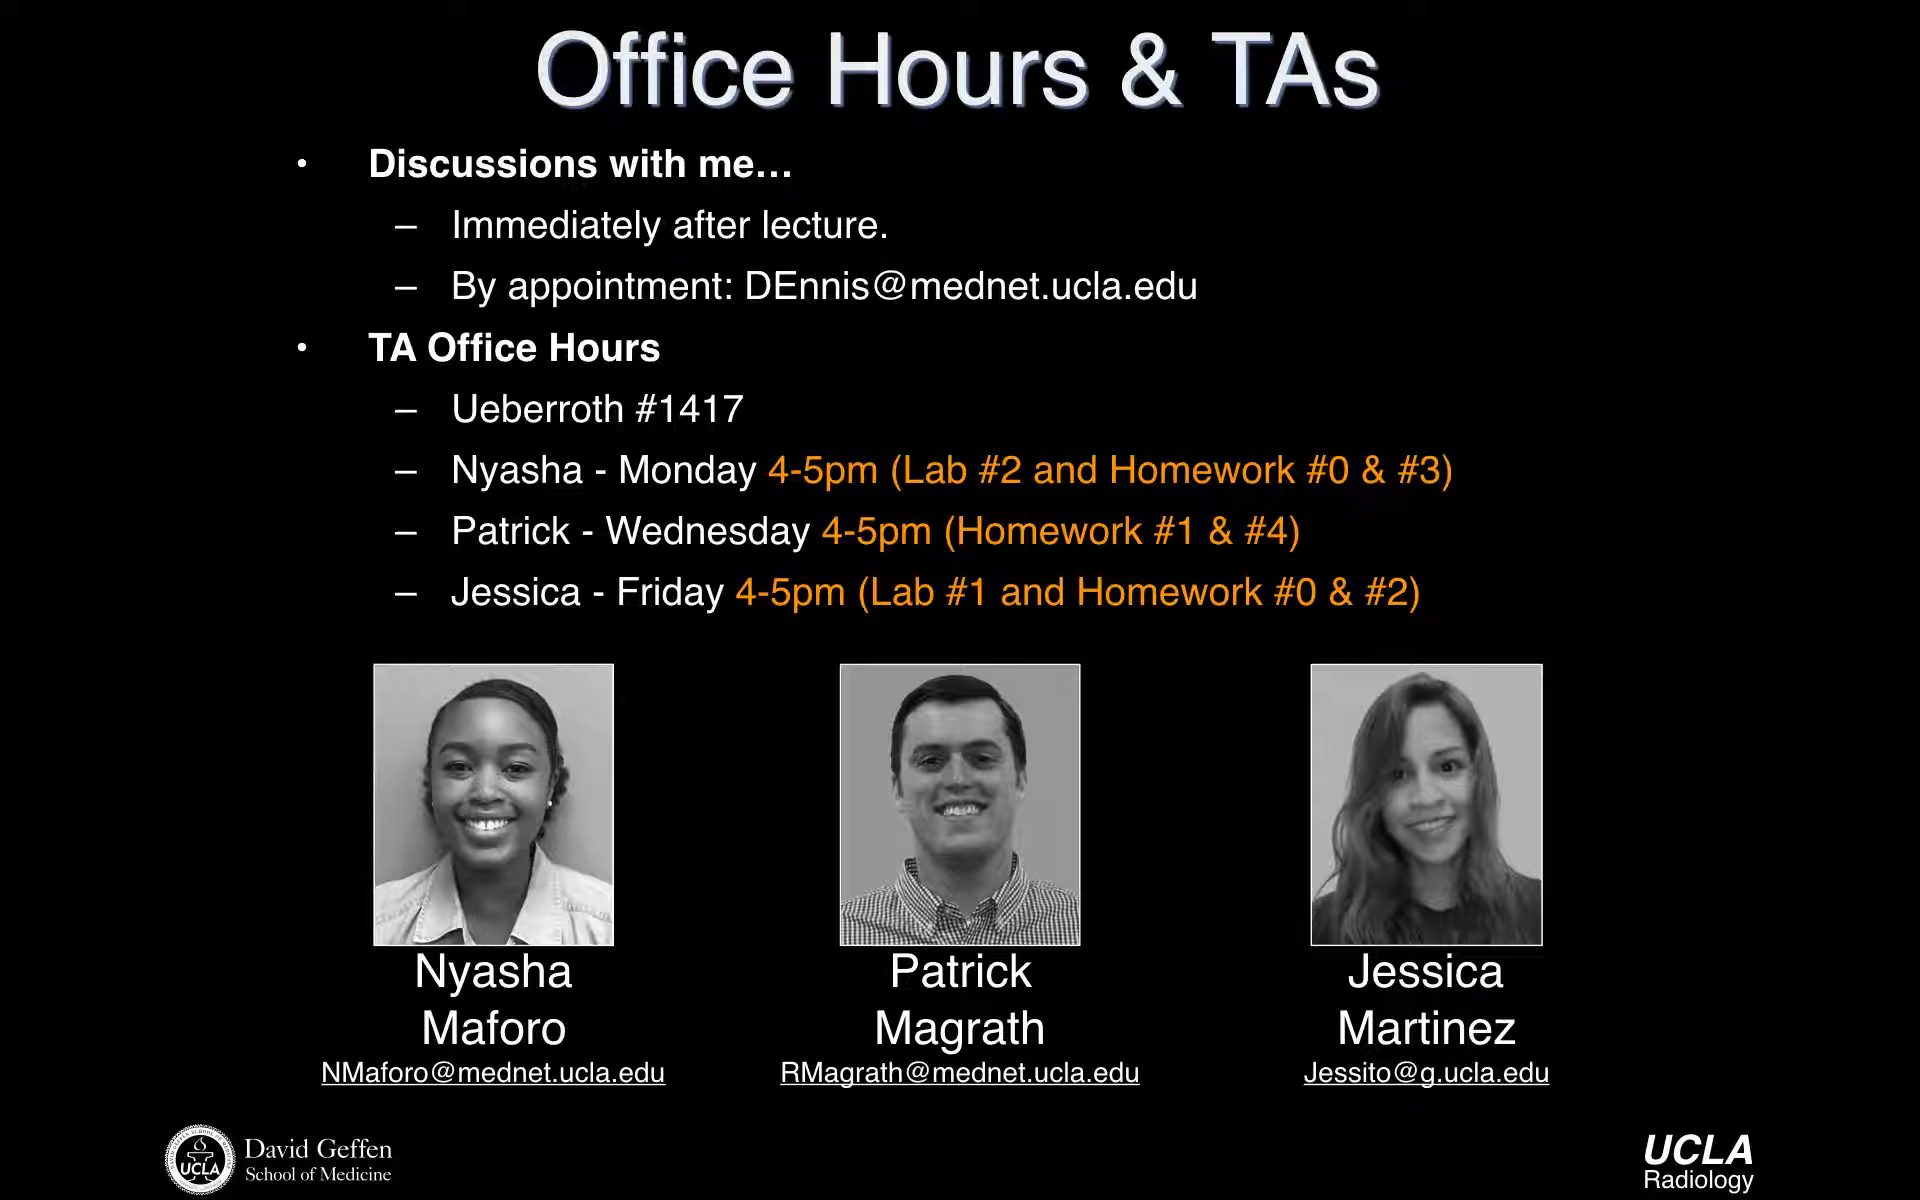 Office Hours & TAs
• Discussions with me…
– Immediately after lecture.
– By appointment: DEnnis@mednet.ucla.edu
• TA Office Hours
– Ueberroth #1417
– Nyasha - Monday 4-5pm (Lab #2 and Homework #0 & #3)
– Patrick - Wednesday 4-5pm (Homework #1 & #4)
– Jessica - Friday 4-5pm (Lab #1 and Homework #0 & #2)
Nyasha
Maforo
NMaforo@mednet.ucla.edu
Patrick
Magrath
RMagrath@mednet.ucla.edu
Jessica
Martinez
Jessito@g.ucla.edu
UCLA
David Geffen
School of Medicine
UCLA
Radiology